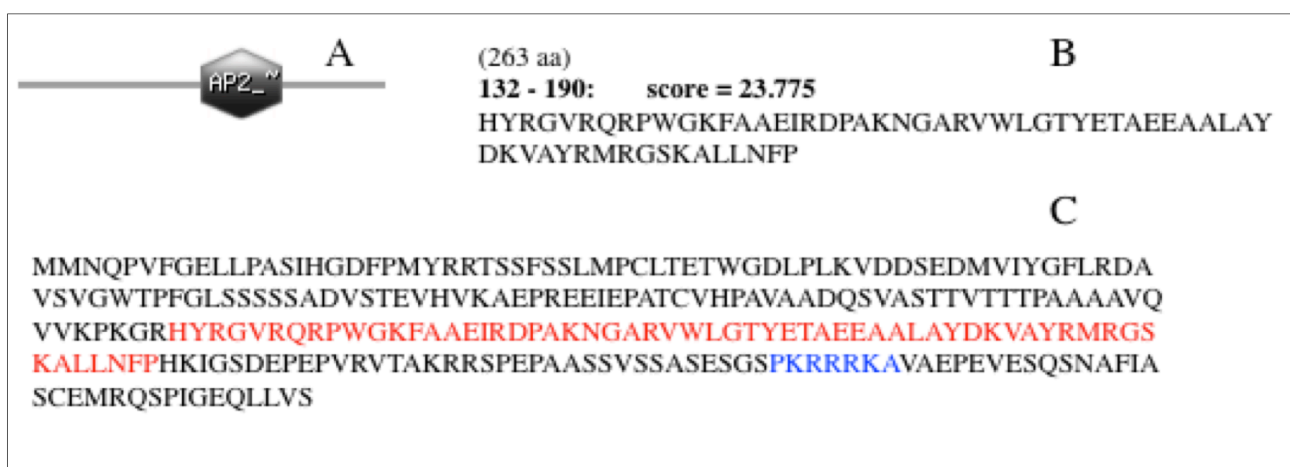 A
AP2_~
(263 aa)
B
132 - 190: score = 23.775
HYRGVRQRPWGKFAAEIRDPAKNGARVWLGTYETAEEAALAY
DKVAYRMRGSKALLNFP
C
MMNQPVFGELLPASIHGDFPMYRRTSSFSSLMPCLTETWGDLPLKVDDSEDMVIYGFLRDA
VSVGWTPFGLSSSSSADVSTEVHVKAEPREEIEPATCVHPAVAADQSVASTTVTTTPAAAAVQ
VVKPKGRHYRGVRQRPWGKFAAEIRDPAKNGARVWLGTYETAEEAALAYDKVAYRMRGS
KALLNFPHKIGSDEPEPVRVTAKRRSPEPAASSVSSASESGSPKRRRKAVAEPEVESQSNAFIA
SCEMRQSPIGEQLLVS